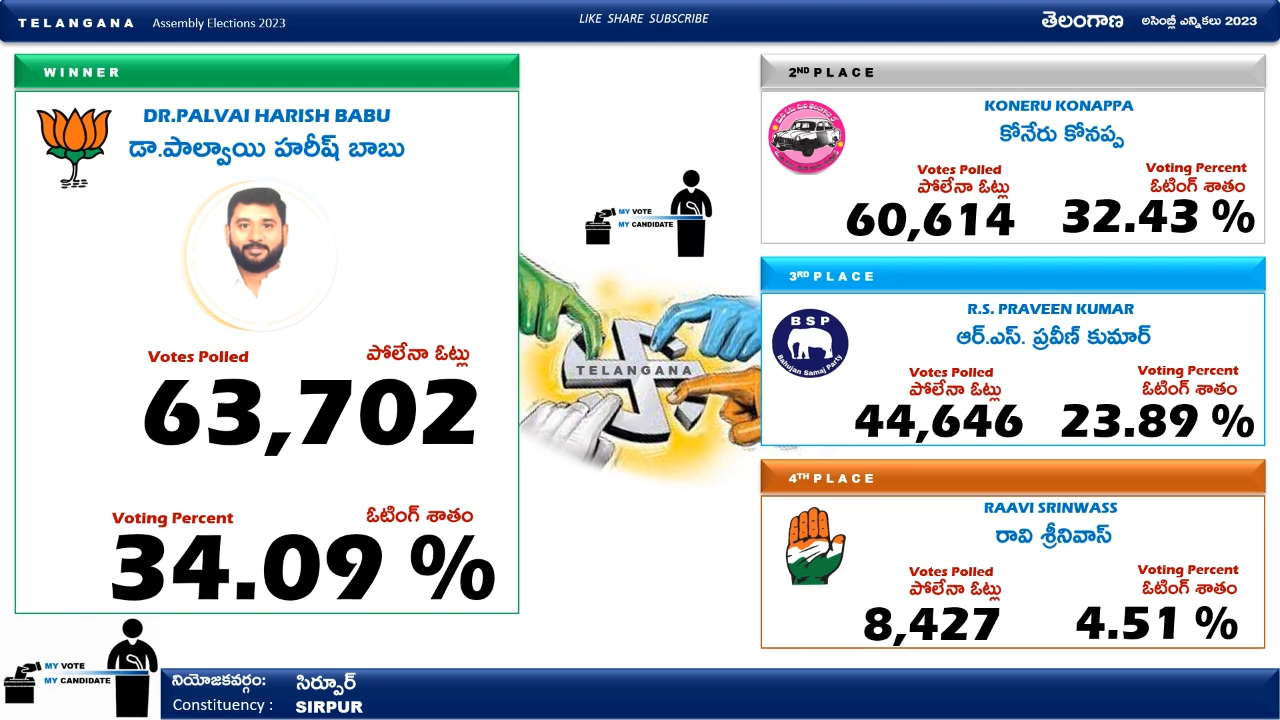 TELANGANA Assembly Elections 2023
LIKE SHARE SUBSCRIBE
తెలంగాణ అసెంబ్లీ ఎన్నికలు 2023
WINNER
DR.PALVAI HARISH BABU
డా.పాల్వాయి హరీష్ బాబు
Votes Polled పోలేనా ఓట్లు
63,702
Voting Percent ఓటింగ్ శాతం
34.09 %
MY VOTE
MY CANDIDATE
TELANGANA
2ND PLACE
KONERU KONAPPA
కోనేరు కోనప్ప
Votes Polled Voting Percent
పోలేనా ఓట్లు ఓటింగ్ శాతం
60,614 32.43 %
3RD PLACE
BSP
Bahujan Samaj Party
R.S. PRAVEEN KUMAR
ఆర్.ఎస్. ప్రవీణ్ కుమార్
Votes Polled Voting Percent
పోలేనా ఓట్లు ఓటింగ్ శాతం
44,646 23.89 %
4TH PLACE
RAAVI SRINWASS
రావి శ్రీనివాస్
Votes Polled Voting Percent
పోలేనా ఓట్లు ఓటింగ్ శాతం
8,427 4.51 %
MY VOTE
MY CANDIDATE
నియోజకవర్గం: సిర్పూర్
Constituency : SIRPUR